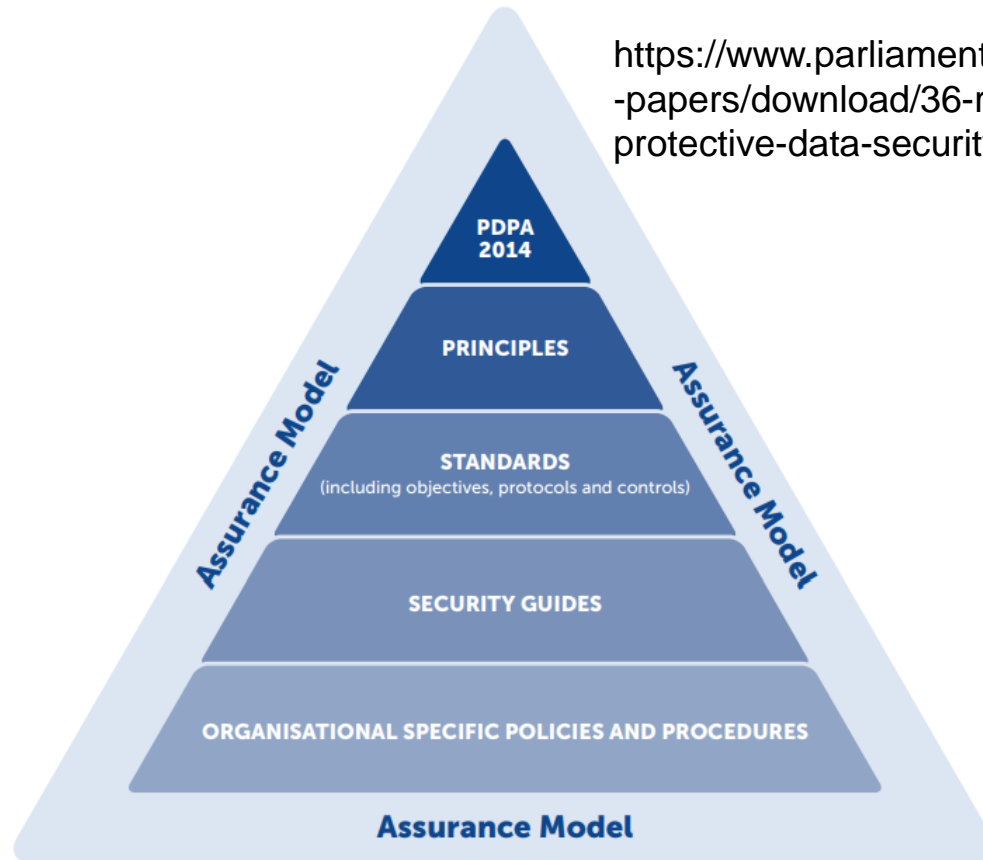 https://www.parliament
-papers/download/36-r
protective-data-securit
PDPA
2014
PRINCIPLES
STANDARDS
(including objectives, protocols and controls)
SECURITY GUIDES
ORGANISATIONAL SPECIFIC POLICIES AND PROCEDURES
Assurance Model
Assurance Model
Assurance Model